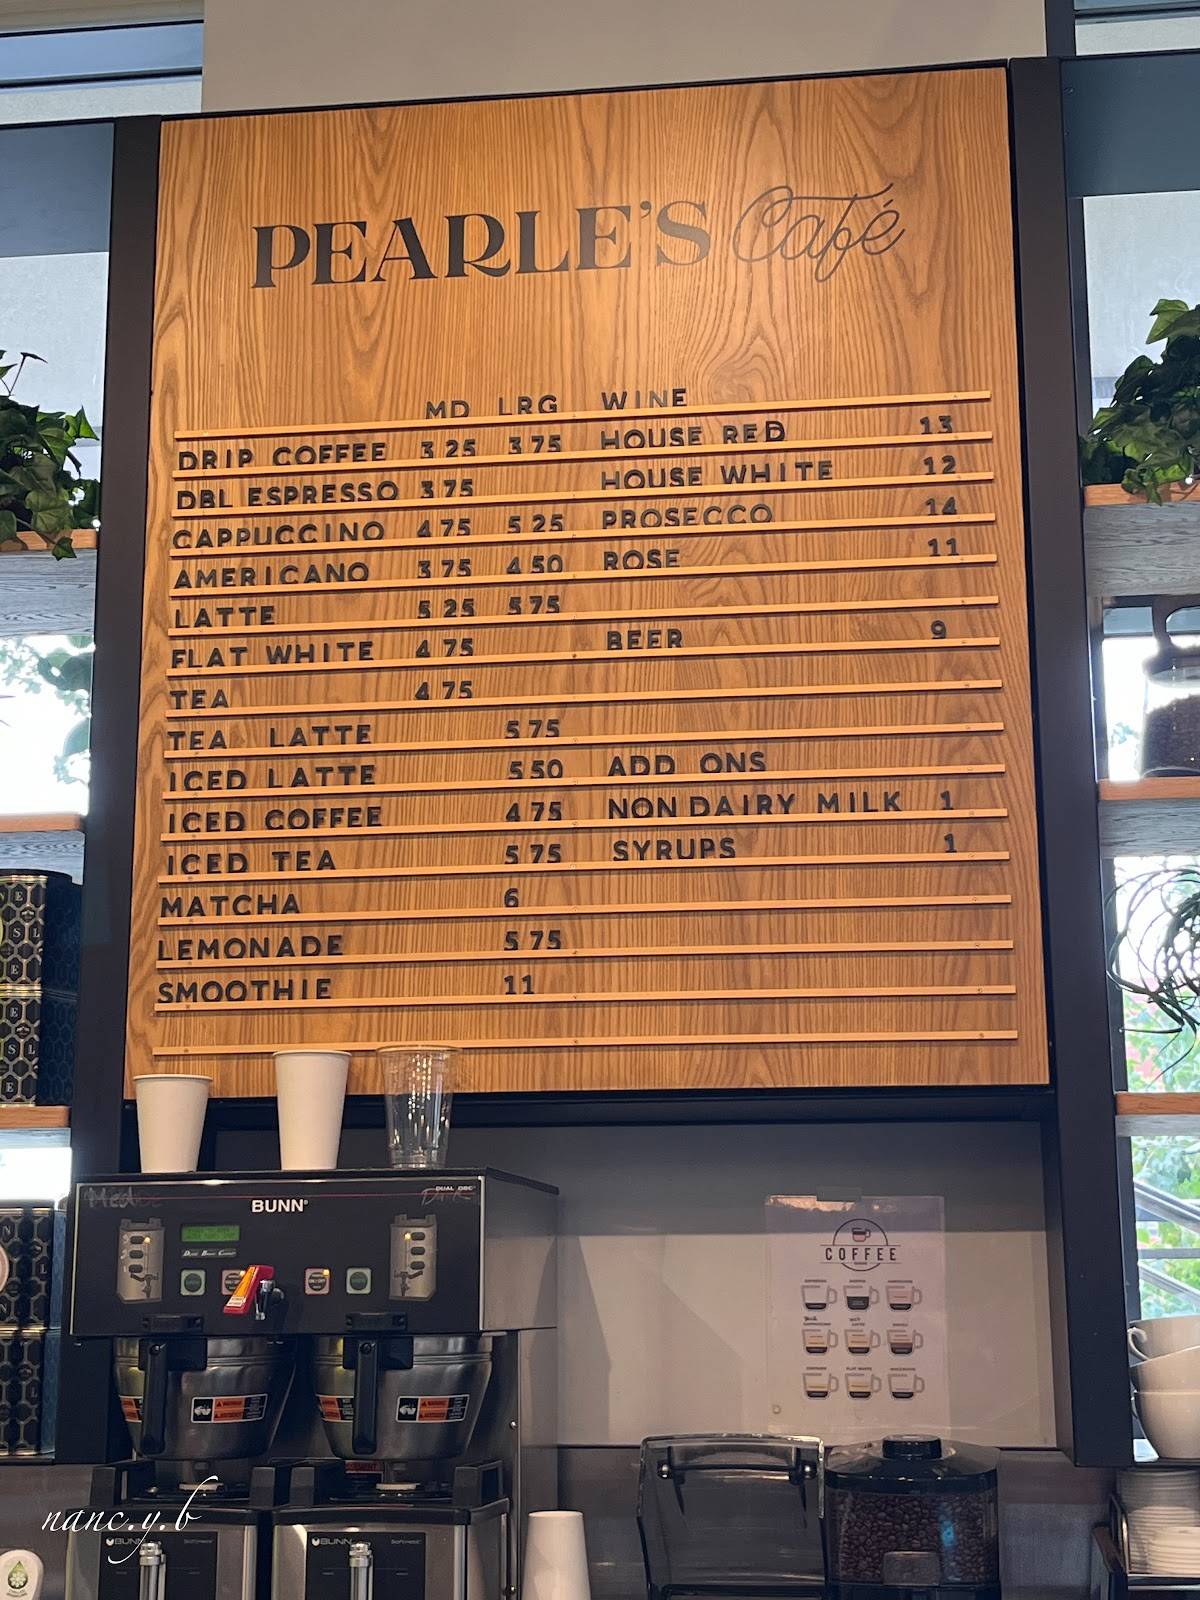 PEARLE'S Café
MD LRG
DRIP COFFEE 3 25 3 75
DBL ESPRESSO 3 75
CAPPUCCINO 4 75 5 25
AMERICANO 3 75 4 50
LATTE 5 25 5 75
FLAT WHITE 4 75
TEA 4 75
TEA LATTE 5 75
ICED LATTE 5 50
ICED COFFEE 4 75
ICED TEA 5 75
MATCHA 6
LEMONADE 5 75
SMOOTHIE 11
WINE
HOUSE RED 13
HOUSE WHITE 12
PROSECCO 14
ROSE 11
BEER 9
ADD ONS
NON DAIRY MILK 1
SYRUPS 1
BUNN
COFFEE
BUNN
BUNN
nanc.y.b